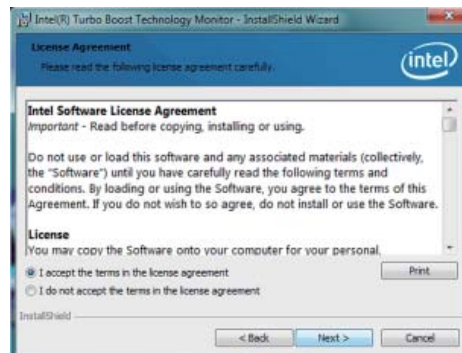 Intel(R) Turbo Boost Technology Monitor - InstallShield Wizard
License Agreement
Please read the following license agreement carefully.
intel
Intel Software License Agreement
Important - Read before copying, installing or using.
Do not use or load this software and any associated materials (collectively,
the "Software") until you have carefully read the following terms and
conditions. By loading or using the Software, you agree to the terms of this
Agreement. If you do not wish to so agree, do not install or use the Software.
License
You may copy the Software onto your computer for your personal,
I accept the terms in the license agreement
Print
I do not accept the terms in the license agreement
InstallShield
< Back
Next >
Cancel